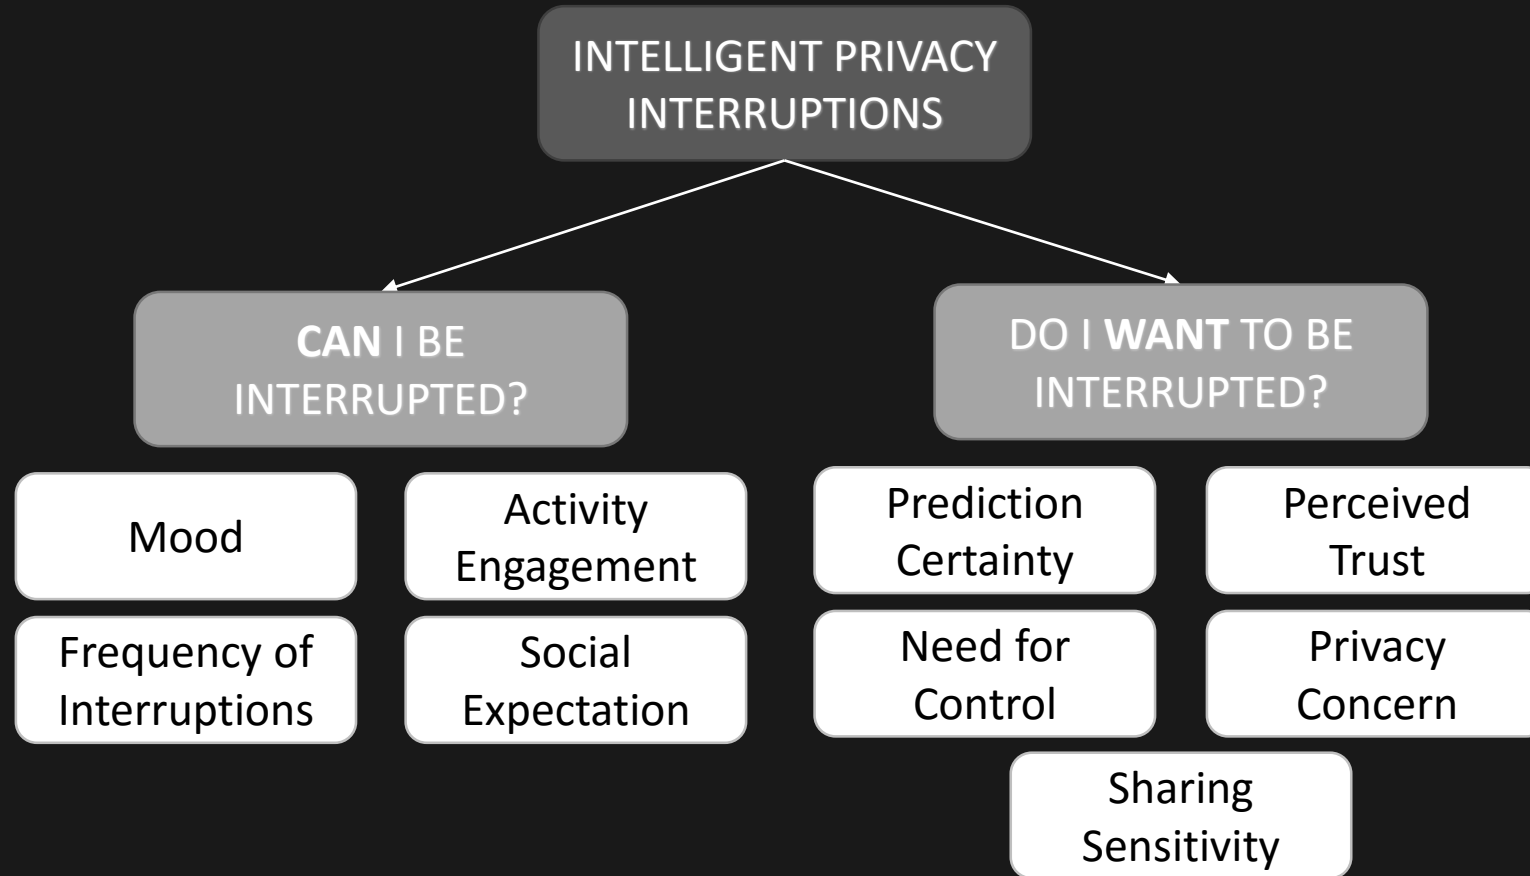 INTELLIGENT PRIVACY
INTERRUPTIONS
CAN I BE
INTERRUPTED?
DO I WANT TO BE
INTERRUPTED?
Mood
Activity
Engagement
Prediction
Certainty
Perceived
Trust
Frequency of
Interruptions
Social
Expectation
Need for
Control
Privacy
Concern
Sharing
Sensitivity